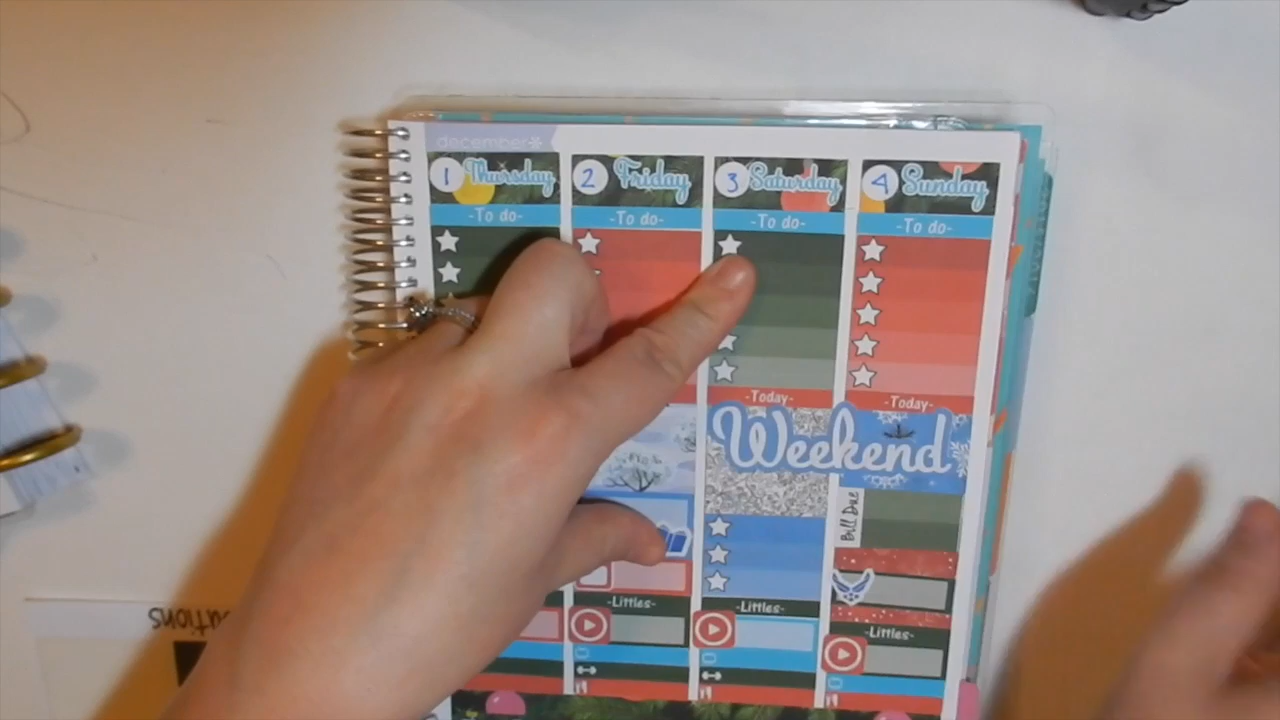 december*
1 Thursday 2 Friday 3 Saturday 4 Sunday
-To do- -To do- -To do- -To do-
-Today- -Today-
Weekend
Bill Due
-Littles- -Littles- -Littles-